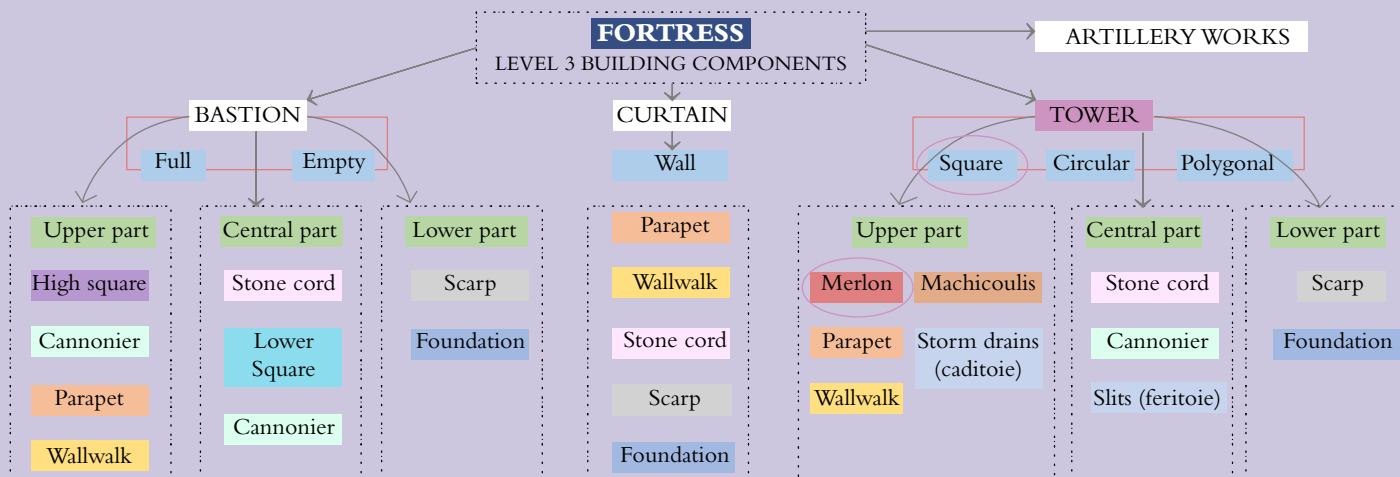 FORTRESS
LEVEL 3 BUILDING COMPONENTS
ARTILLERY WORKS
BASTION
CURTAIN
TOWER
Full
Empty
Wall
Square
Circular
Polygonal
Upper part
High square
Cannonier
Parapet
Wallwalk
Central part
Stone cord
Lower
Square
Cannonier
Lower part
Scarp
Foundation
Parapet
Wallwalk
Stone cord
Scarp
Foundation
Upper part
Merlon
Machicoulis
Parapet
Storm drains
(caditoie)
Wallwalk
Central part
Stone cord
Cannonier
Slits (feritoie)
Lower part
Scarp
Foundation